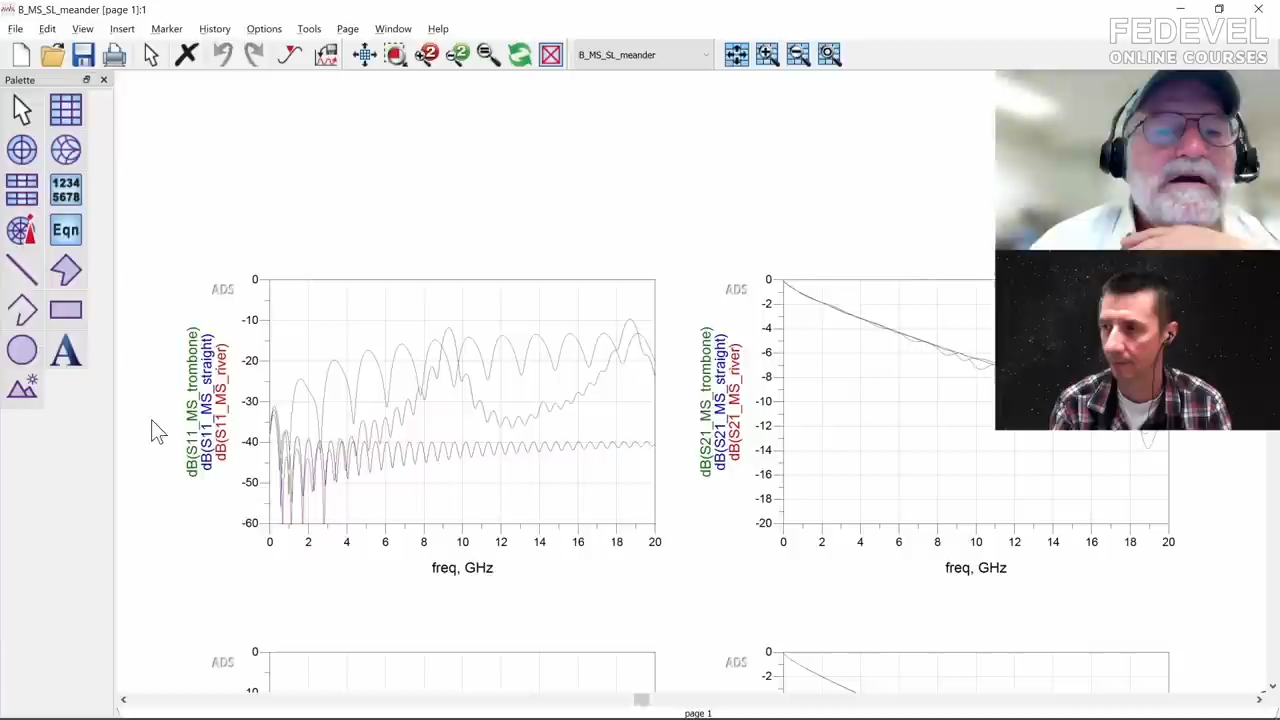 B_MS_SL_meander [page 1]:1
File Edit View Insert Marker History Options Tools Page Window Help
FEDEVEL
ONLINE COURSES
B_MS_SL_meander
Palette
1234
5678
Eqn
A
ADS
0
-10
-20
-30
-40
-50
-60
0 2 4 6 8 10 12 14 16 18 20
freq, GHz
dB(S11_MS_trombone)
dB(S11_MS_straight)
dB(S11_MS_river)
ADS
0
-2
-4
-6
-8
-10
-12
-14
-16
-18
-20
0 2 4 6 8 10 12 14 16 18 20
freq, GHz
dB(S21_MS_trombone)
dB(S21_MS_straight)
dB(S21_MS_river)
ADS
0
ADS
0
-2
page 1